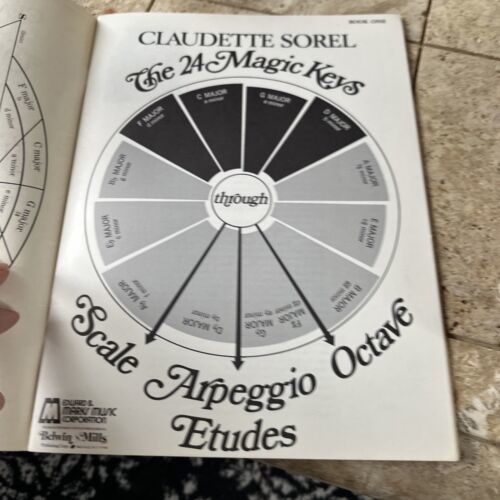 BOOK ONE
CLAUDETTE SOREL
The 24 Magic Keys
F MAJOR
d minor
C MAJOR
a minor
G MAJOR
e minor
D MAJOR
b minor
B♭ MAJOR
g minor
A MAJOR
f♯ minor
through
E♭ MAJOR
c minor
E MAJOR
c♯ minor
A♭ MAJOR
f minor
D♭ MAJOR
b♭ minor
G♭ MAJOR
F♯ MAJOR
B MAJOR
g♯ minor
Scale Arpeggio Octave
Etudes
EDWARD B.
MARKS MUSIC
CORPORATION
Belwin Mills
F major
d minor
C major
a minor
G major
e minor